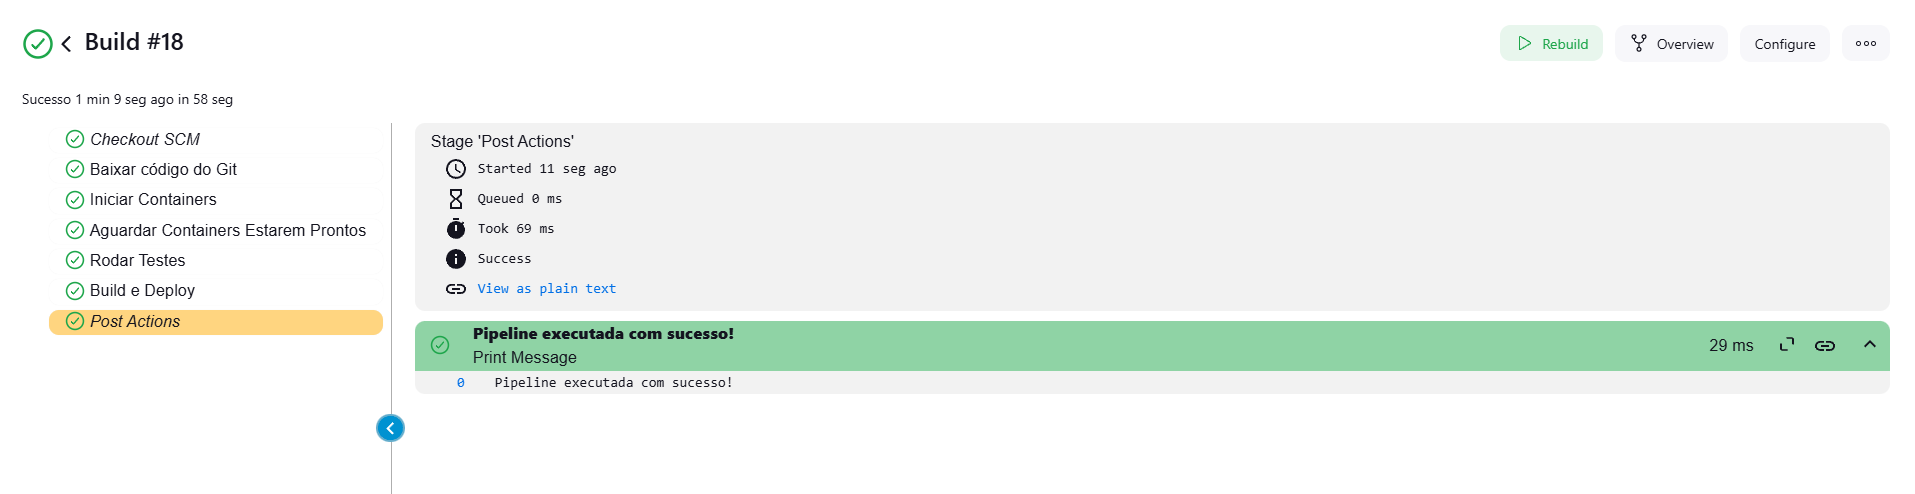 Build #18
Rebuild
Overview
Configure
Sucesso 1 min 9 seg ago in 58 seg
Checkout SCM
Baixar código do Git
Iniciar Containers
Aguardar Containers Estarem Prontos
Rodar Testes
Build e Deploy
Post Actions
Stage 'Post Actions'
Started 11 seg ago
Queued 0 ms
Took 69 ms
Success
View as plain text
Pipeline executada com sucesso!
Print Message
29 ms
0 Pipeline executada com sucesso!